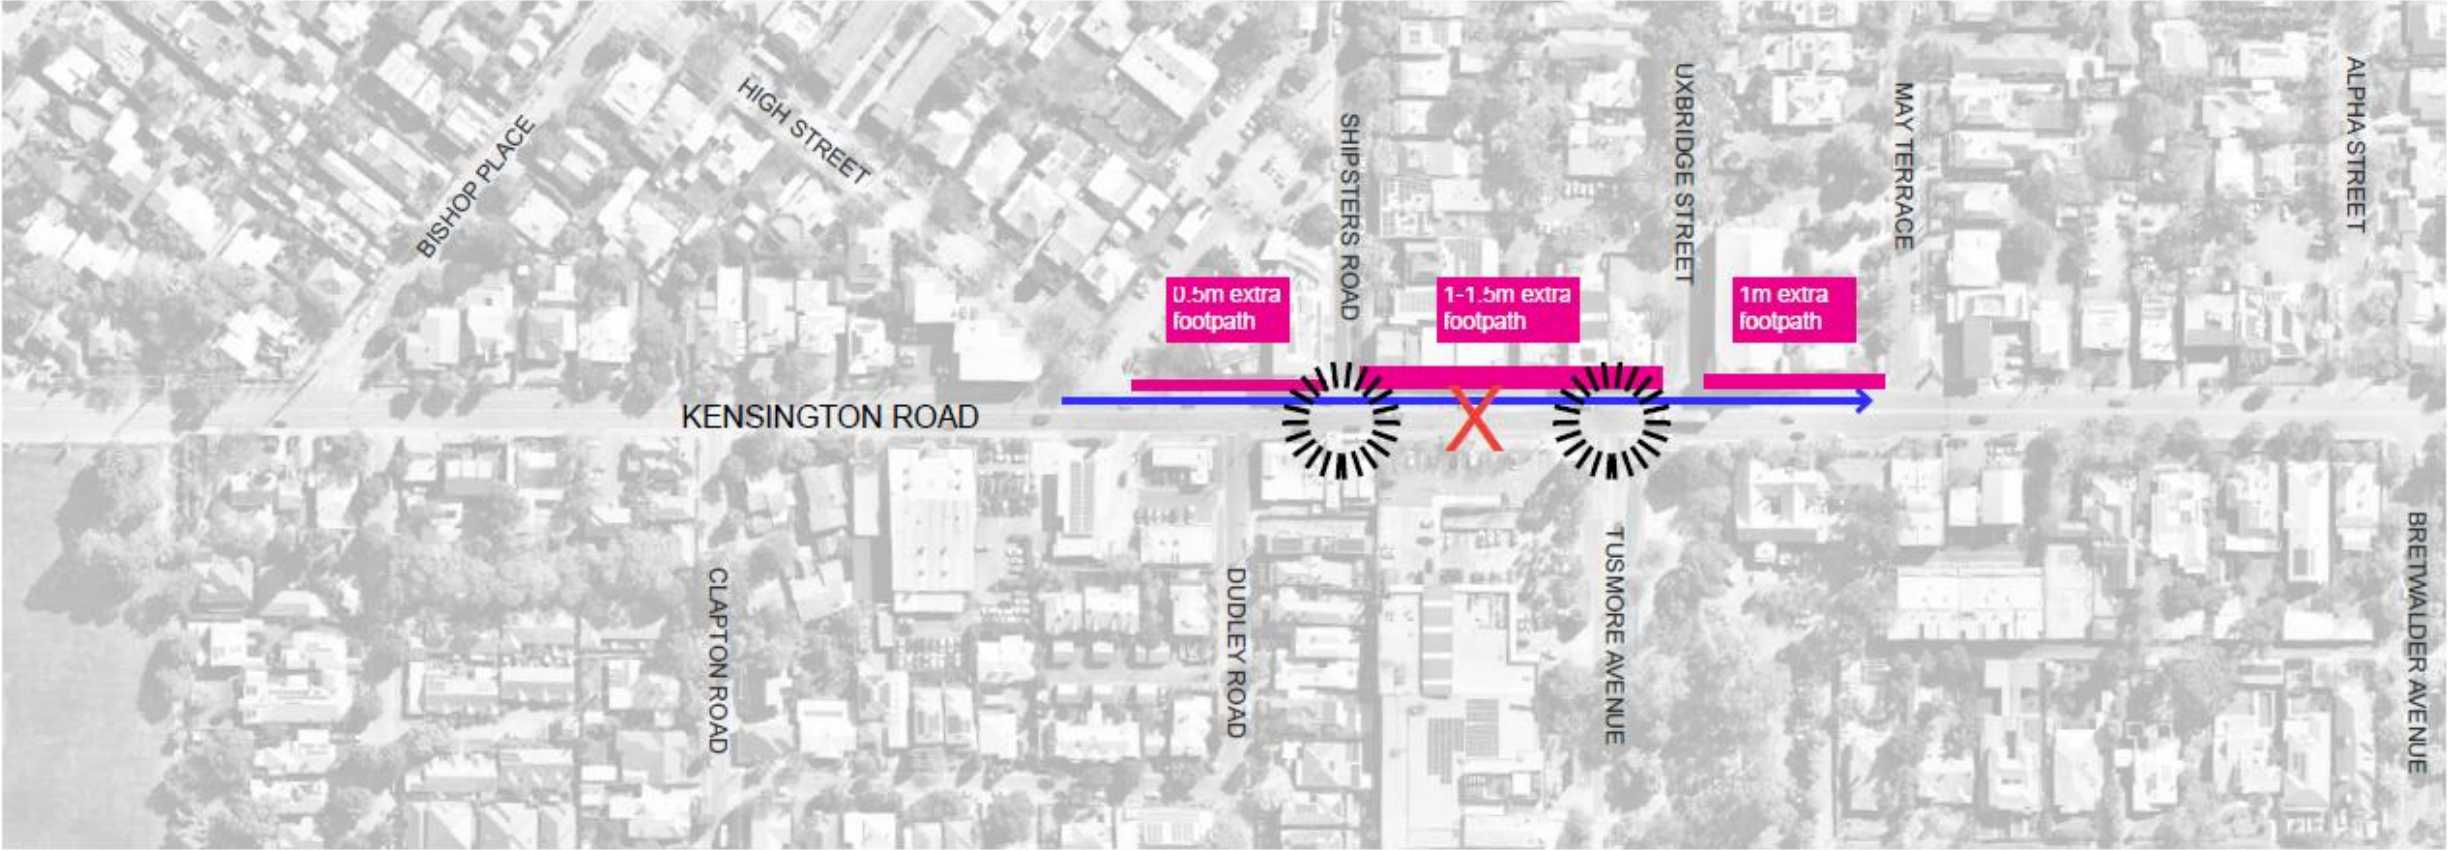 BISHOP PLACE
HIGH STREET
SHIPSTERS ROAD
UXBRIDGE STREET
MAY TERRACE
ALPHA STREET
0.5m extra
footpath
1-1.5m extra
footpath
1m extra
footpath
KENSINGTON ROAD
X
CLAPTON ROAD
DUDLEY ROAD
TUSMORE AVENUE
BRETWALDER AVENUE